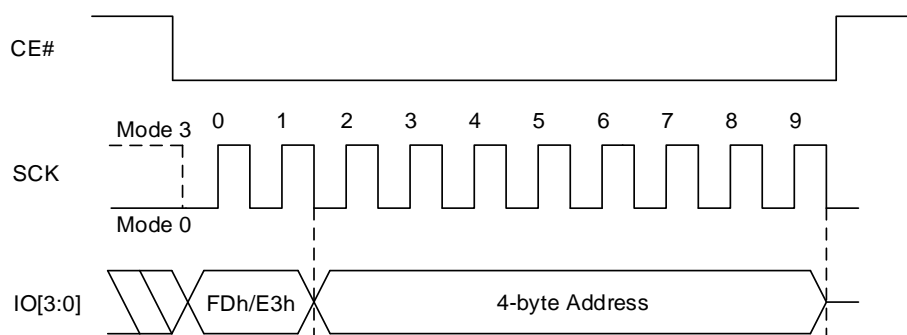 CE#
Mode 3 0 1 2 3 4 5 6 7 8 9
SCK
Mode 0
IO[3:0] FDh/E3h 4-byte Address